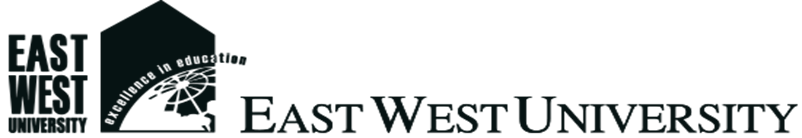 EAST
WEST
UNIVERSITY
excellence in education
EAST WEST UNIVERSITY